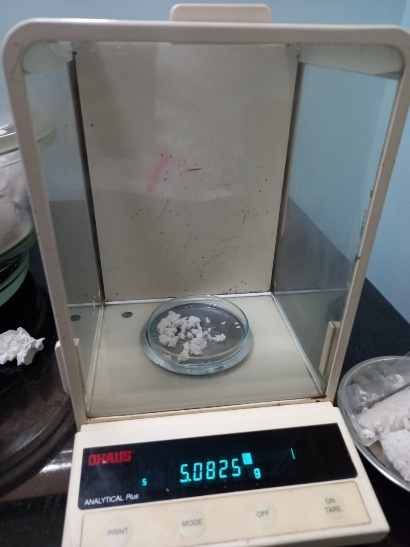 OHAUS
S 5.0825 g
ANALYTICAL Plus
PRINT
MODE
OFF
ON
TARE